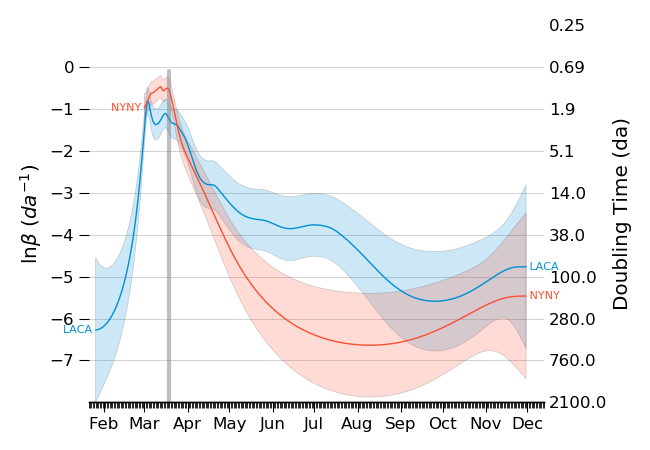 0.25
0 0.69
NYNY
−1 1.9
−2 5.1
−3 14.0
−4 38.0
LACA
−5 100.0
NYNY
−6 280.0
LACA
−7 760.0
2100.0
lnβ (da⁻¹)
Doubling Time (da)
Feb Mar Apr May Jun Jul Aug Sep Oct Nov Dec